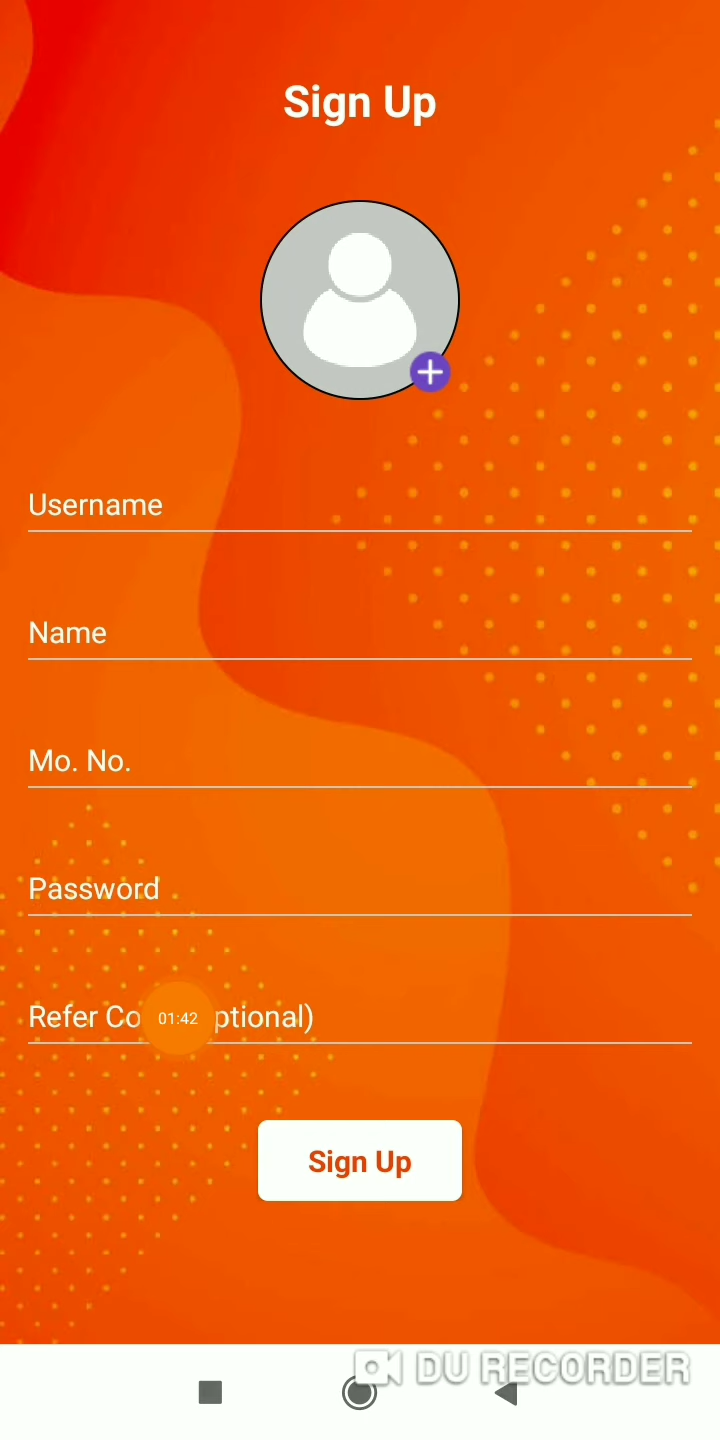 Sign Up
Username
Name
Mo. No.
Password
Refer Co ptional)
01:42
Sign Up
DU RECORDER